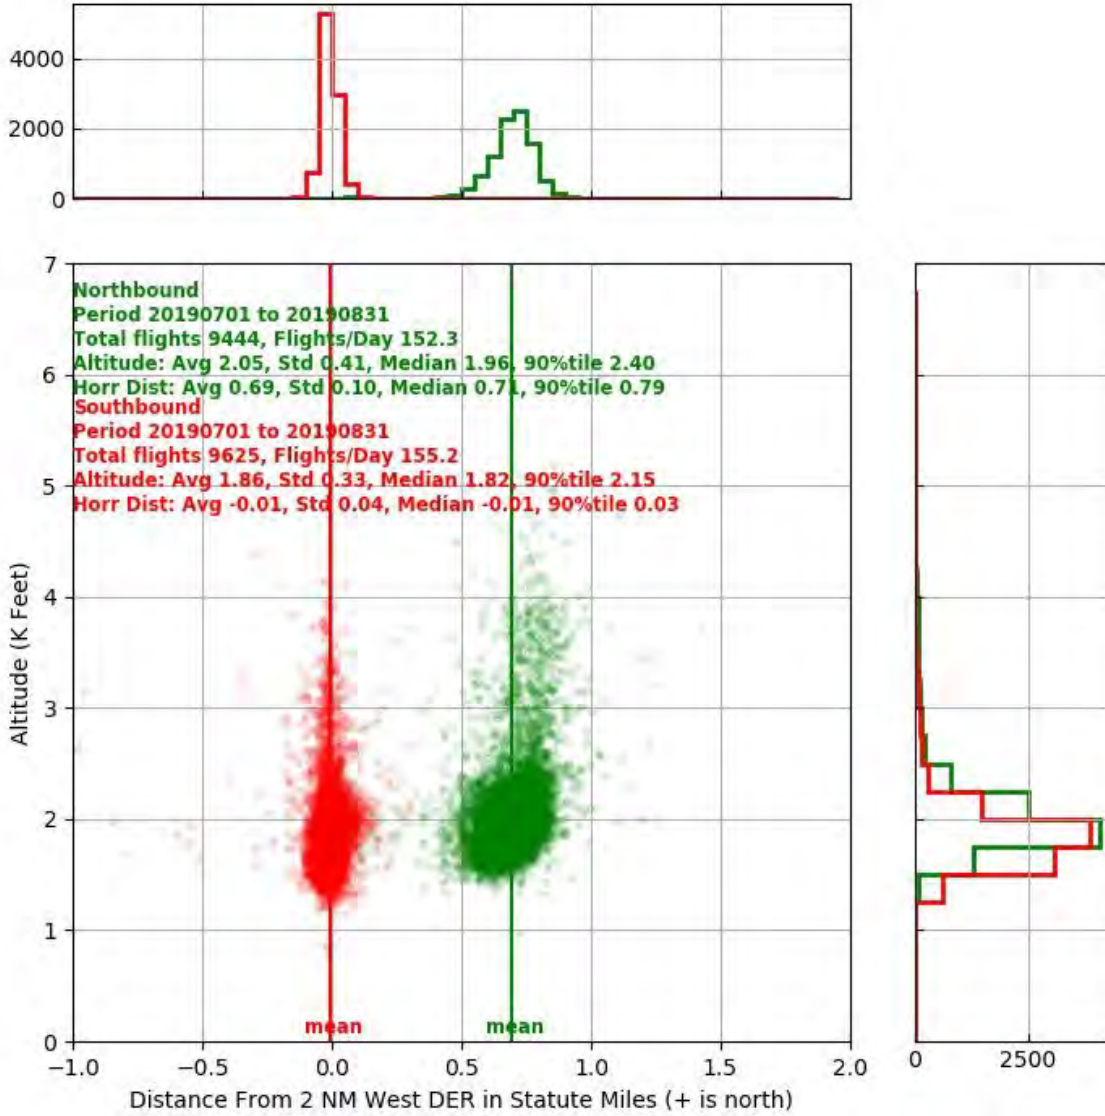 4000
2000
0
7
Northbound
Period 20190701 to 20190831
Total flights 9444, Flights/Day 152.3
Altitude: Avg 2.05, Std 0.41, Median 1.96, 90%tile 2.40
6
Horr Dist: Avg 0.69, Std 0.10, Median 0.71, 90%tile 0.79
Southbound
Period 20190701 to 20190831
Total flights 9625, Flights/Day 155.2
Altitude: Avg 1.86, Std 0.33, Median 1.82, 90%tile 2.15
5
Horr Dist: Avg -0.01, Std 0.04, Median -0.01, 90%tile 0.03
Altitude (K Feet)
4
3
2
1
mean mean
0
−1.0 −0.5 0.0 0.5 1.0 1.5 2.0
0 2500
Distance From 2 NM West DER in Statute Miles (+ is north)